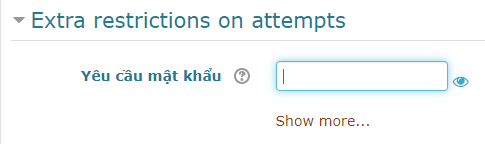 Extra restrictions on attempts
Yêu cầu mật khẩu
Show more...